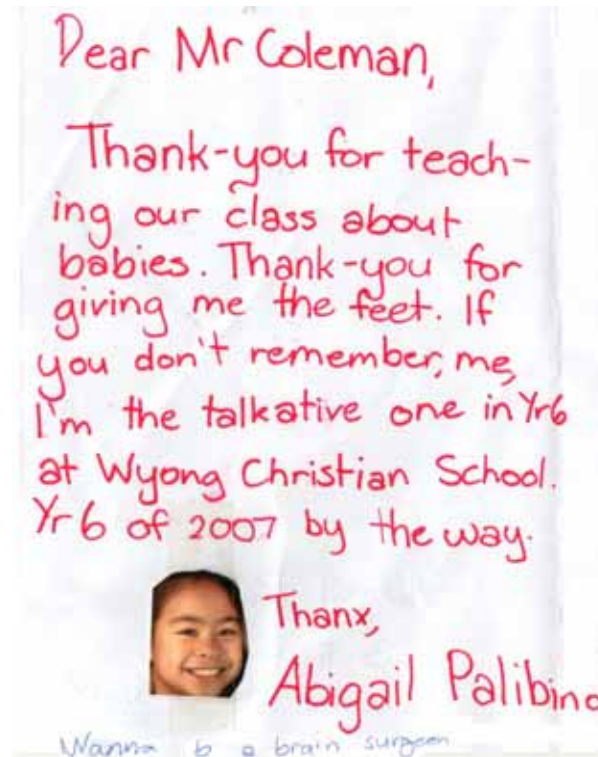 Dear Mr Coleman,
Thank-you for teach-
ing our class about
babies. Thank-you for
giving me the feet. If
you don't remember, me,
I'm the talkative one in Yr6
at Wyong Christian School.
Yr 6 of 2007 by the way.
Thanx,
Abigail Palibino
Wanna b a brain surgeon